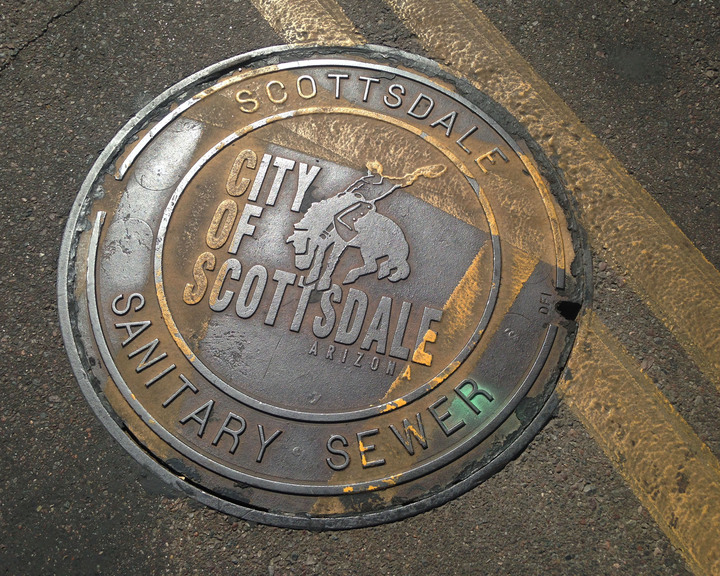 SCOTTSDALE
CITY
OF
SCOTTSDALE
ARIZONA
SANITARY SEWER